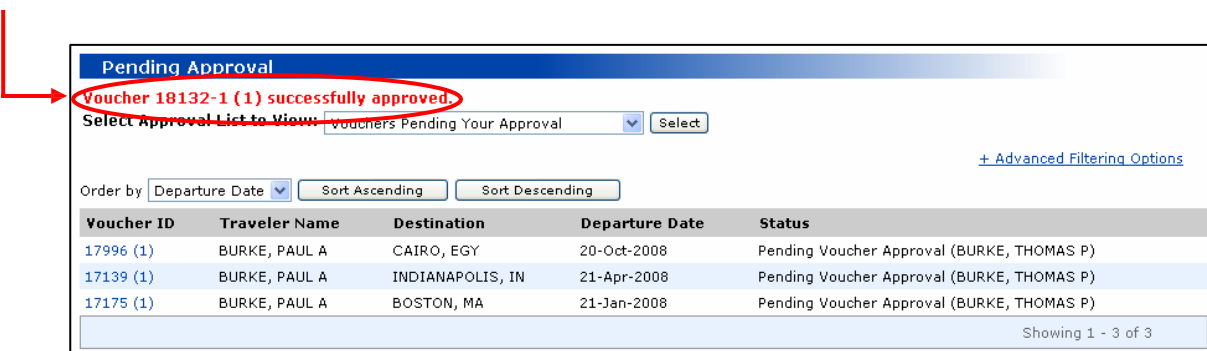 Pending Approval
Voucher 18132-1 (1) successfully approved.
Select Approval List to View: Vouchers Pending Your Approval Select
+ Advanced Filtering Options
Order by Departure Date Sort Ascending Sort Descending
Voucher ID Traveler Name Destination Departure Date Status
17996 (1) BURKE, PAUL A CAIRO, EGY 20-Oct-2008 Pending Voucher Approval (BURKE, THOMAS P)
17139 (1) BURKE, PAUL A INDIANAPOLIS, IN 21-Apr-2008 Pending Voucher Approval (BURKE, THOMAS P)
17175 (1) BURKE, PAUL A BOSTON, MA 21-Jan-2008 Pending Voucher Approval (BURKE, THOMAS P)
Showing 1 - 3 of 3